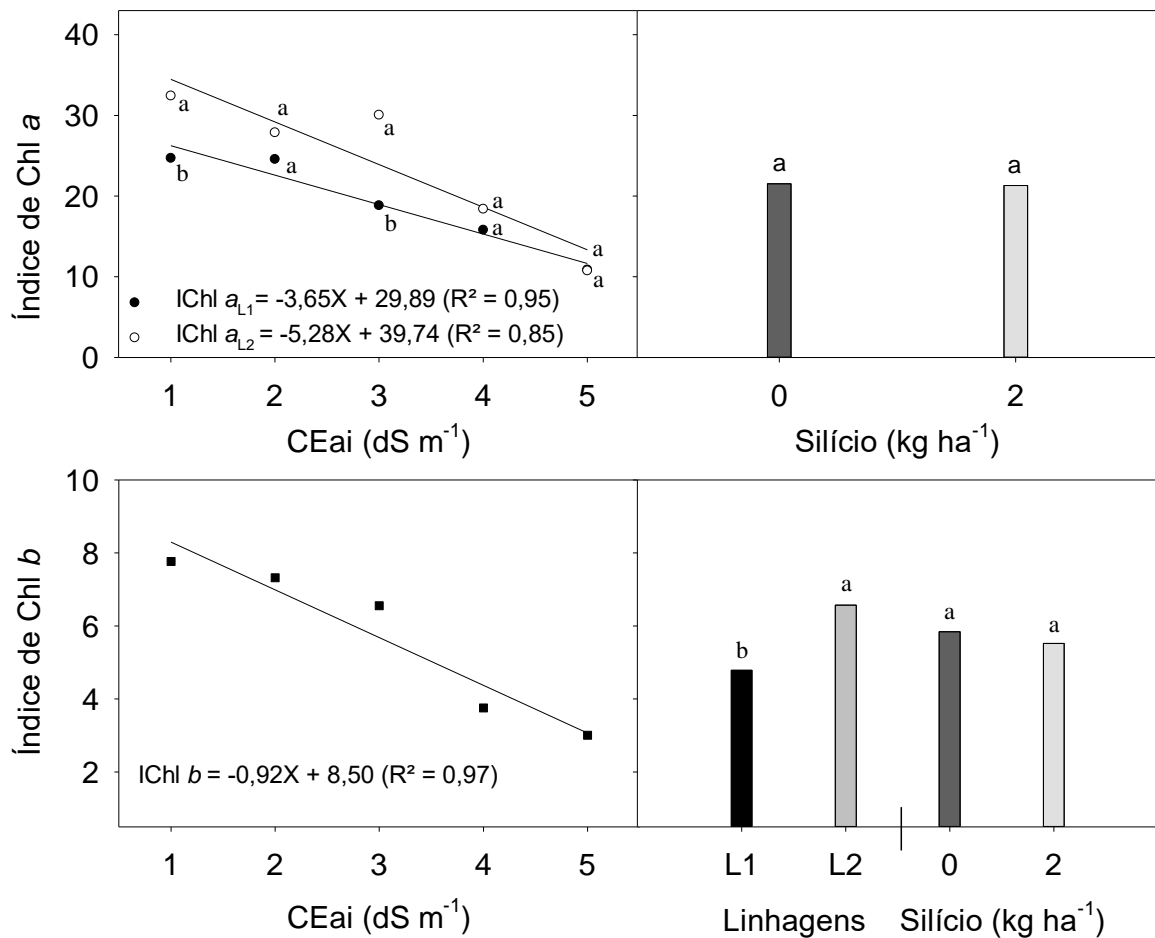 40
30
20
10
0
Índice de Chl a
a
a
a
b
a
b
a
a
a
a
IChl a L1 = -3,65X + 29,89 (R² = 0,95)
IChl a L2 = -5,28X + 39,74 (R² = 0,85)
1 2 3 4 5
CEai (dS m⁻¹)
a a
0 2
Silício (kg ha⁻¹)
10
8
6
4
2
Índice de Chl b
IChl b = -0,92X + 8,50 (R² = 0,97)
1 2 3 4 5
CEai (dS m⁻¹)
b a a a
L1 L2 0 2
Linhagens Silício (kg ha⁻¹)